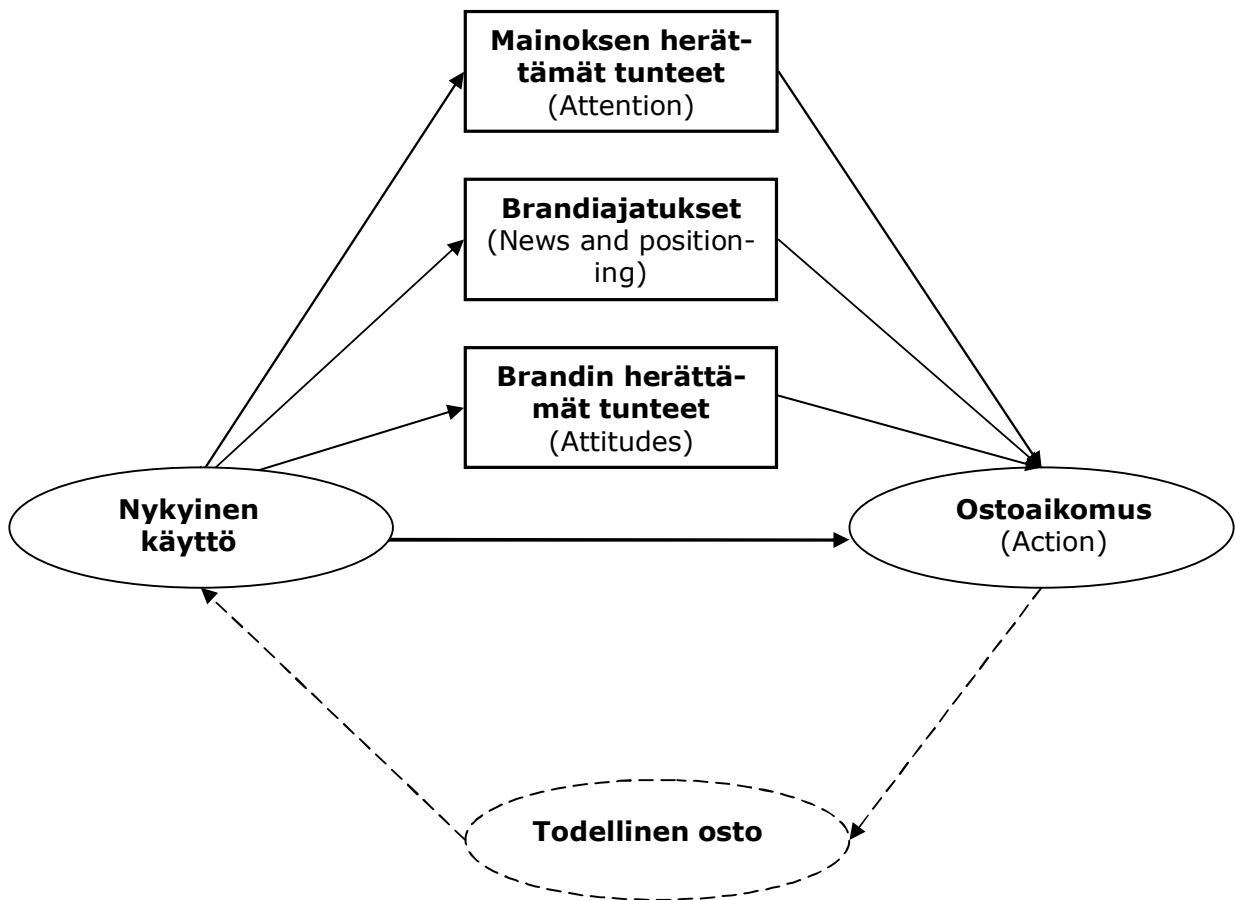 Mainoksen herät-
tämät tunteet
(Attention)
Brandiajatukset
(News and position-
ing)
Brandin herättä-
mät tunteet
(Attitudes)
Nykyinen
käyttö
Ostoaikomus
(Action)
Todellinen osto